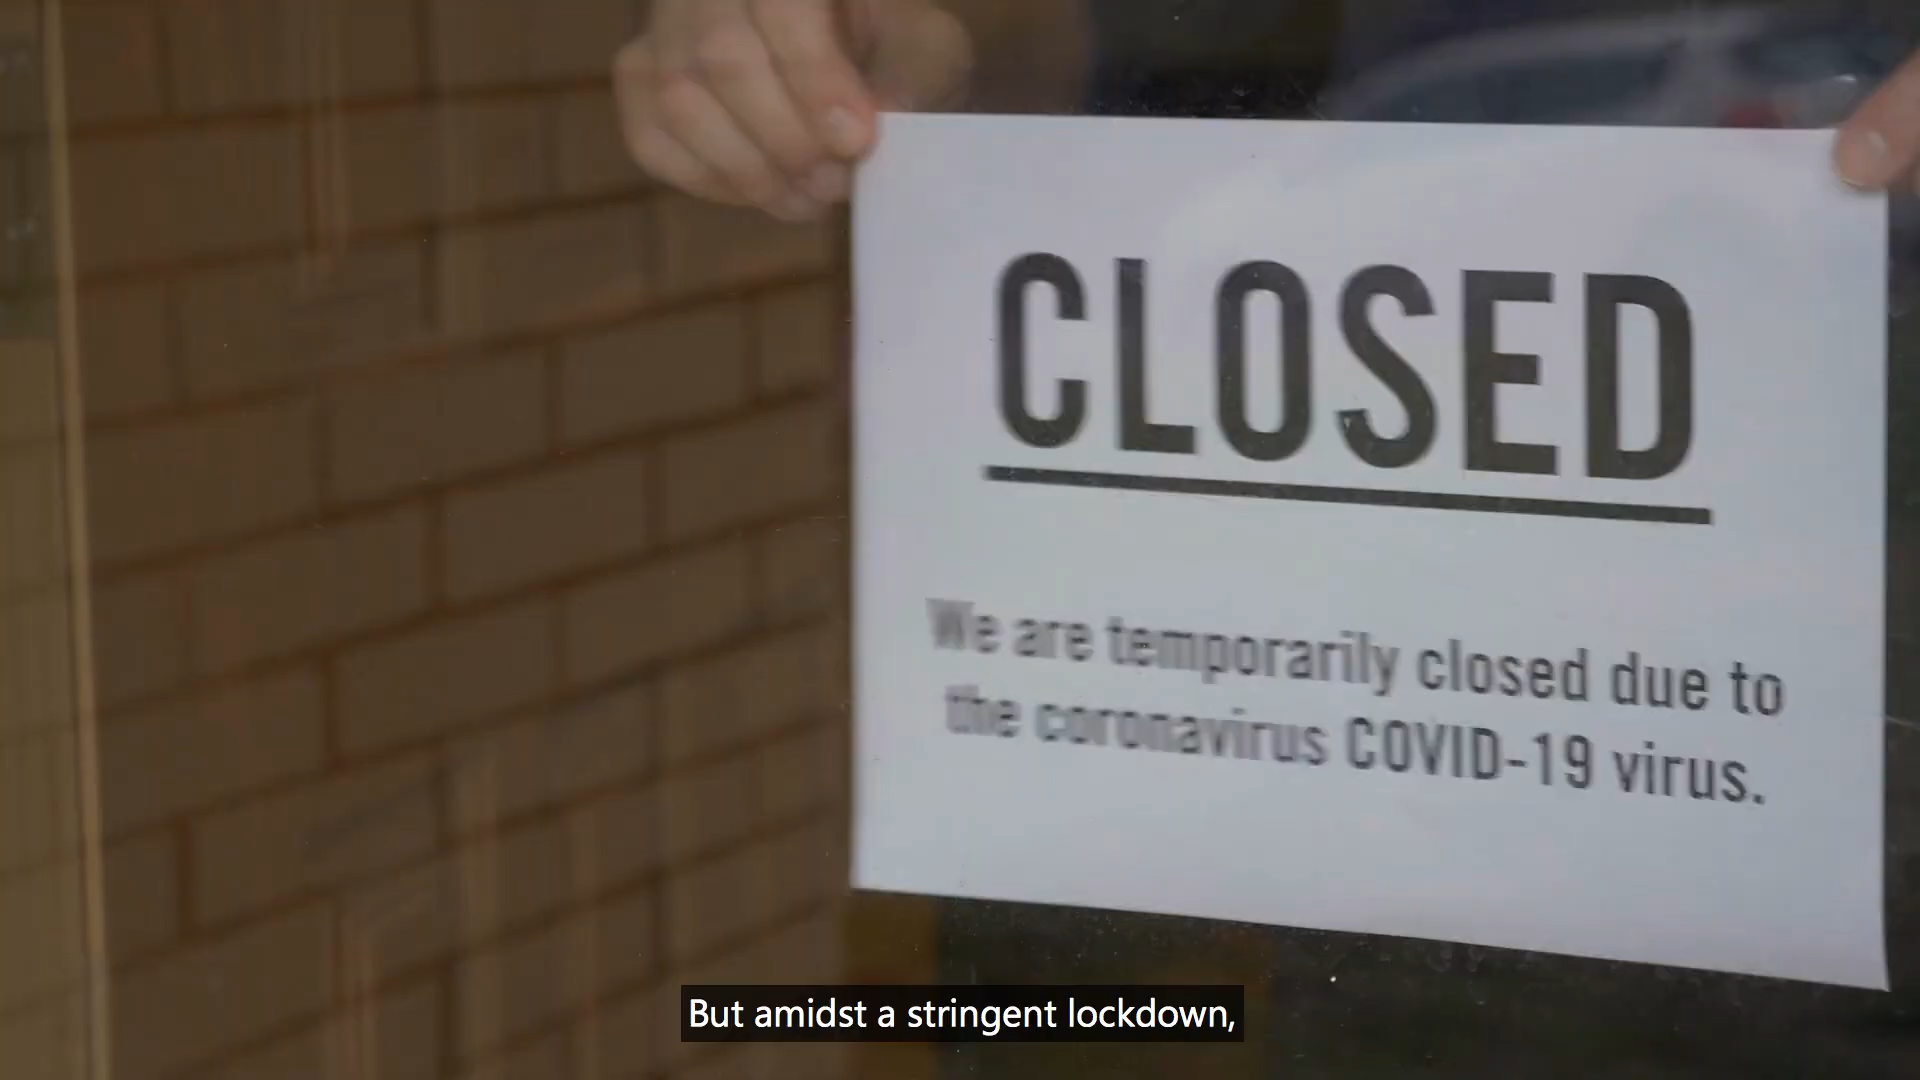 CLOSED
We are temporarily closed due to
the coronavirus COVID-19 virus.
But amidst a stringent lockdown,